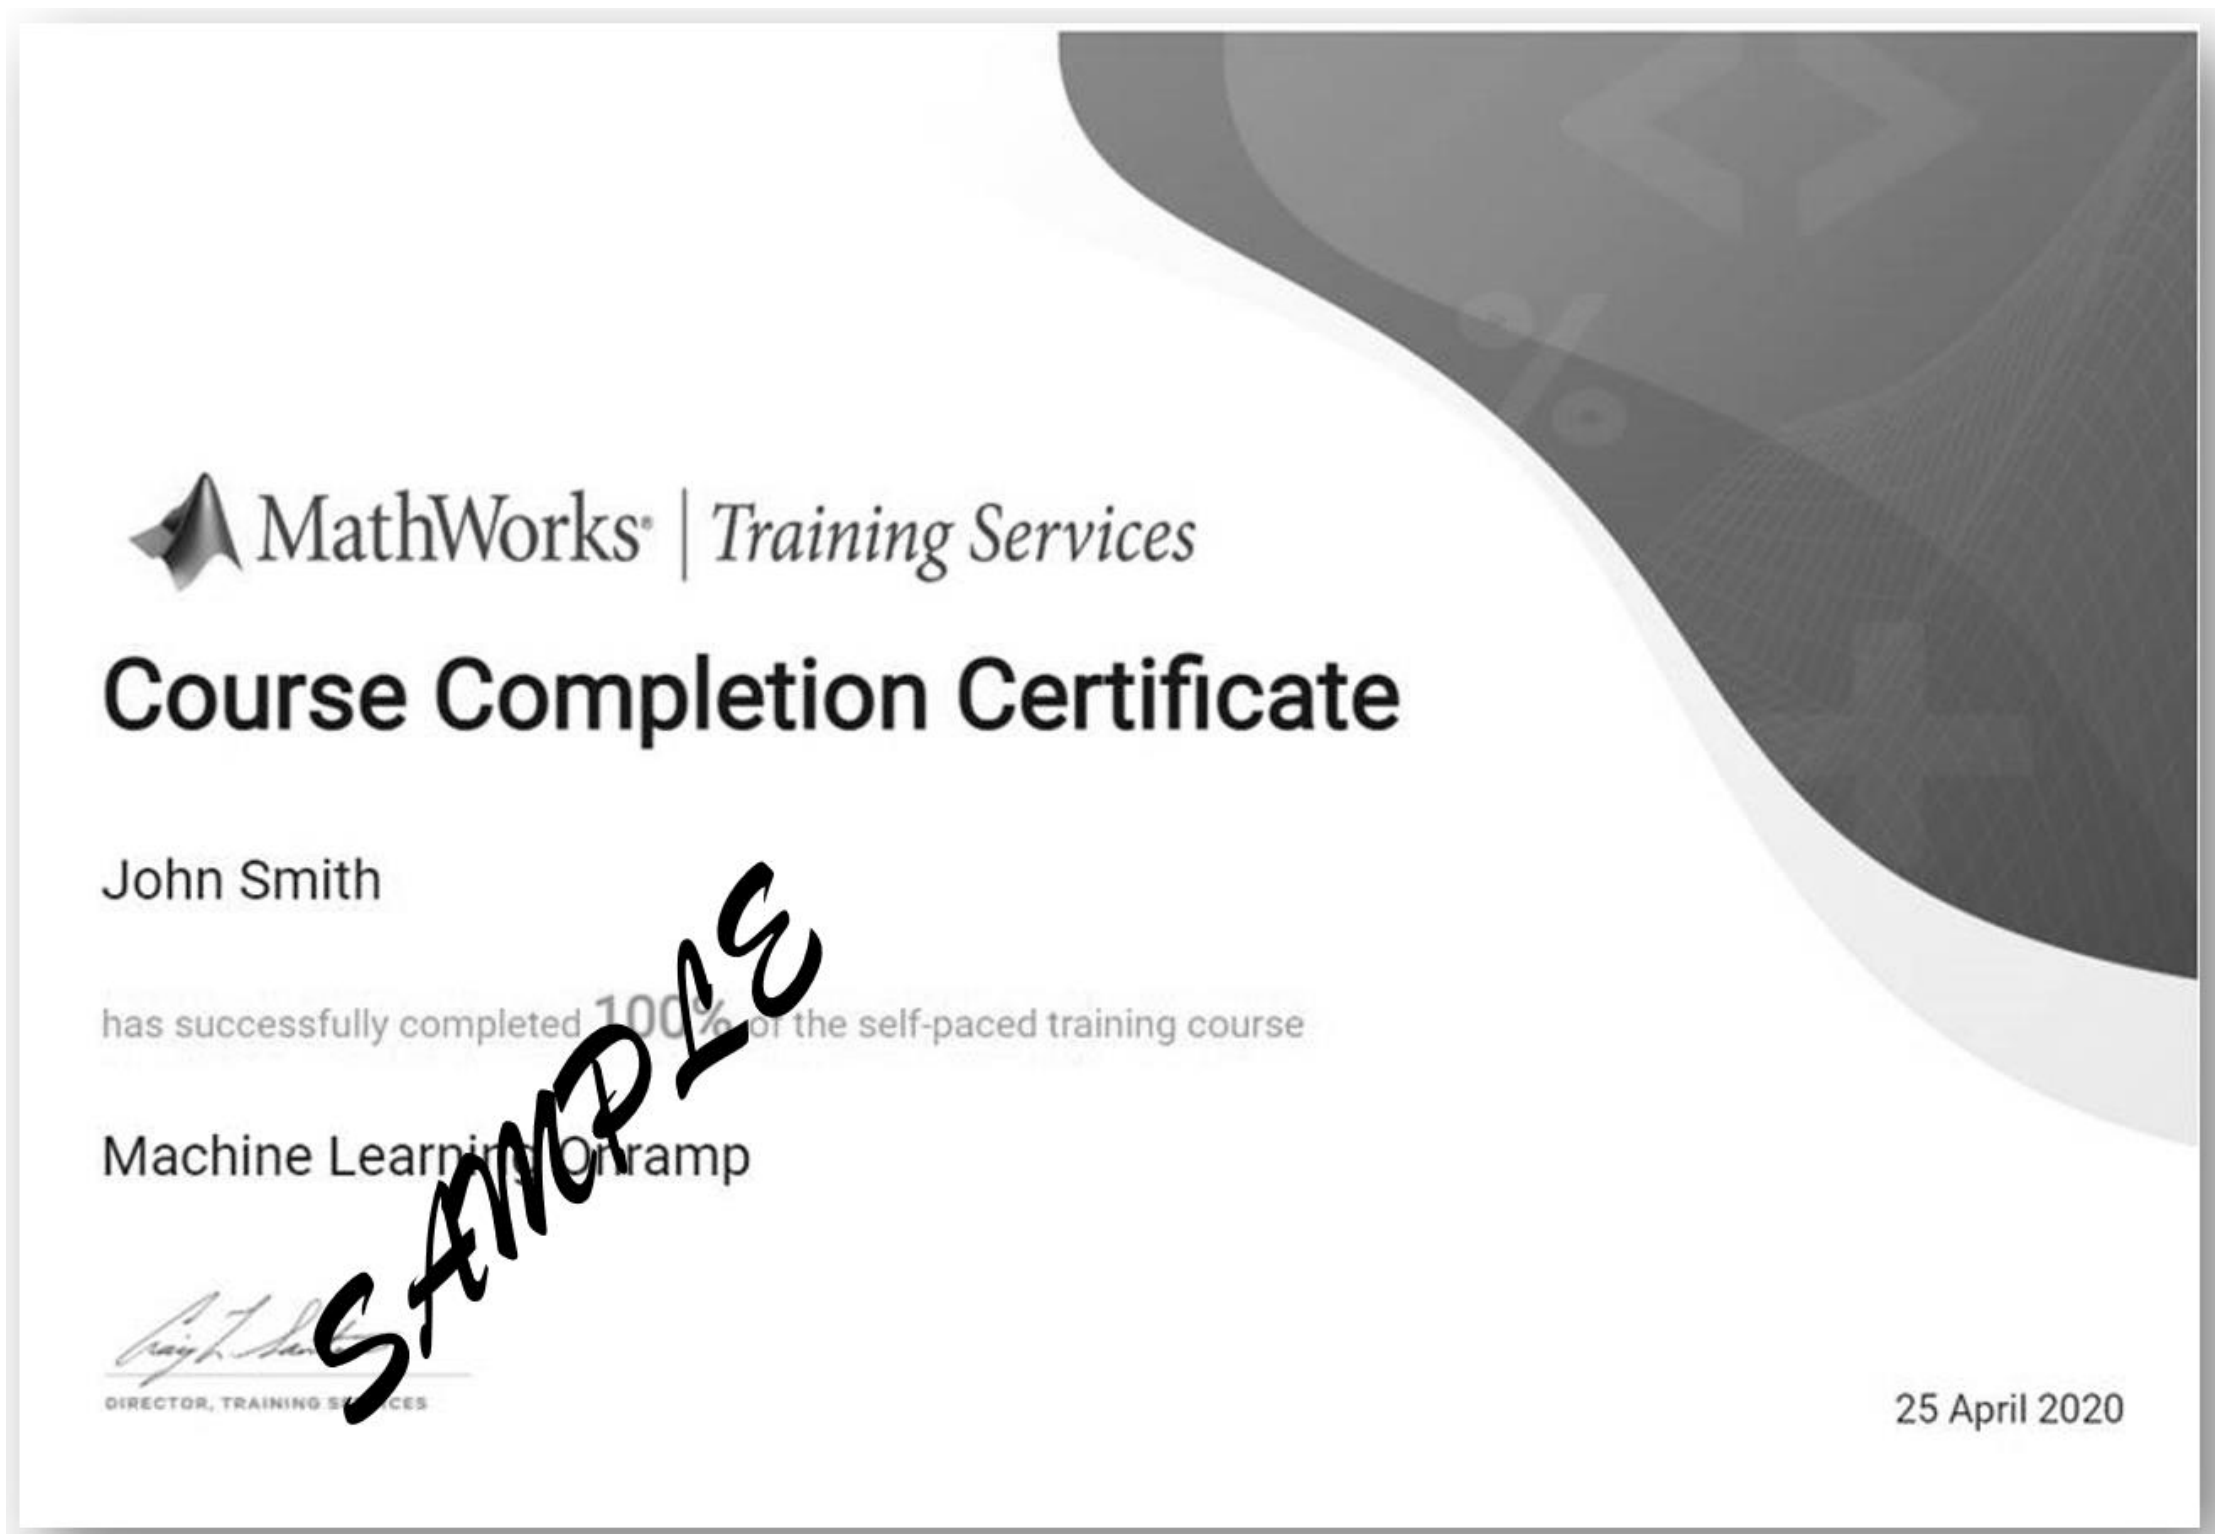 MathWorks® | Training Services
Course Completion Certificate
John Smith
has successfully completed 100% of the self-paced training course
Machine Learning Onramp
SAMPLE
DIRECTOR, TRAINING SERVICES
25 April 2020